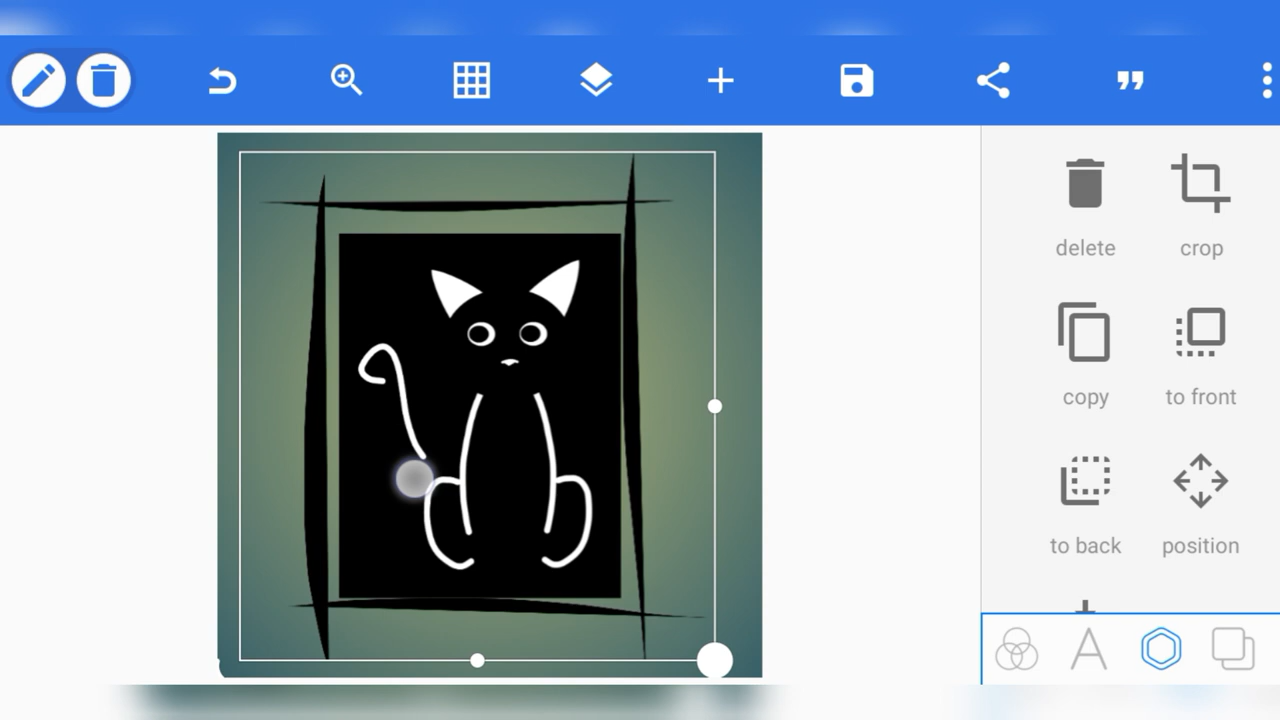 delete
crop
copy
to front
to back
position